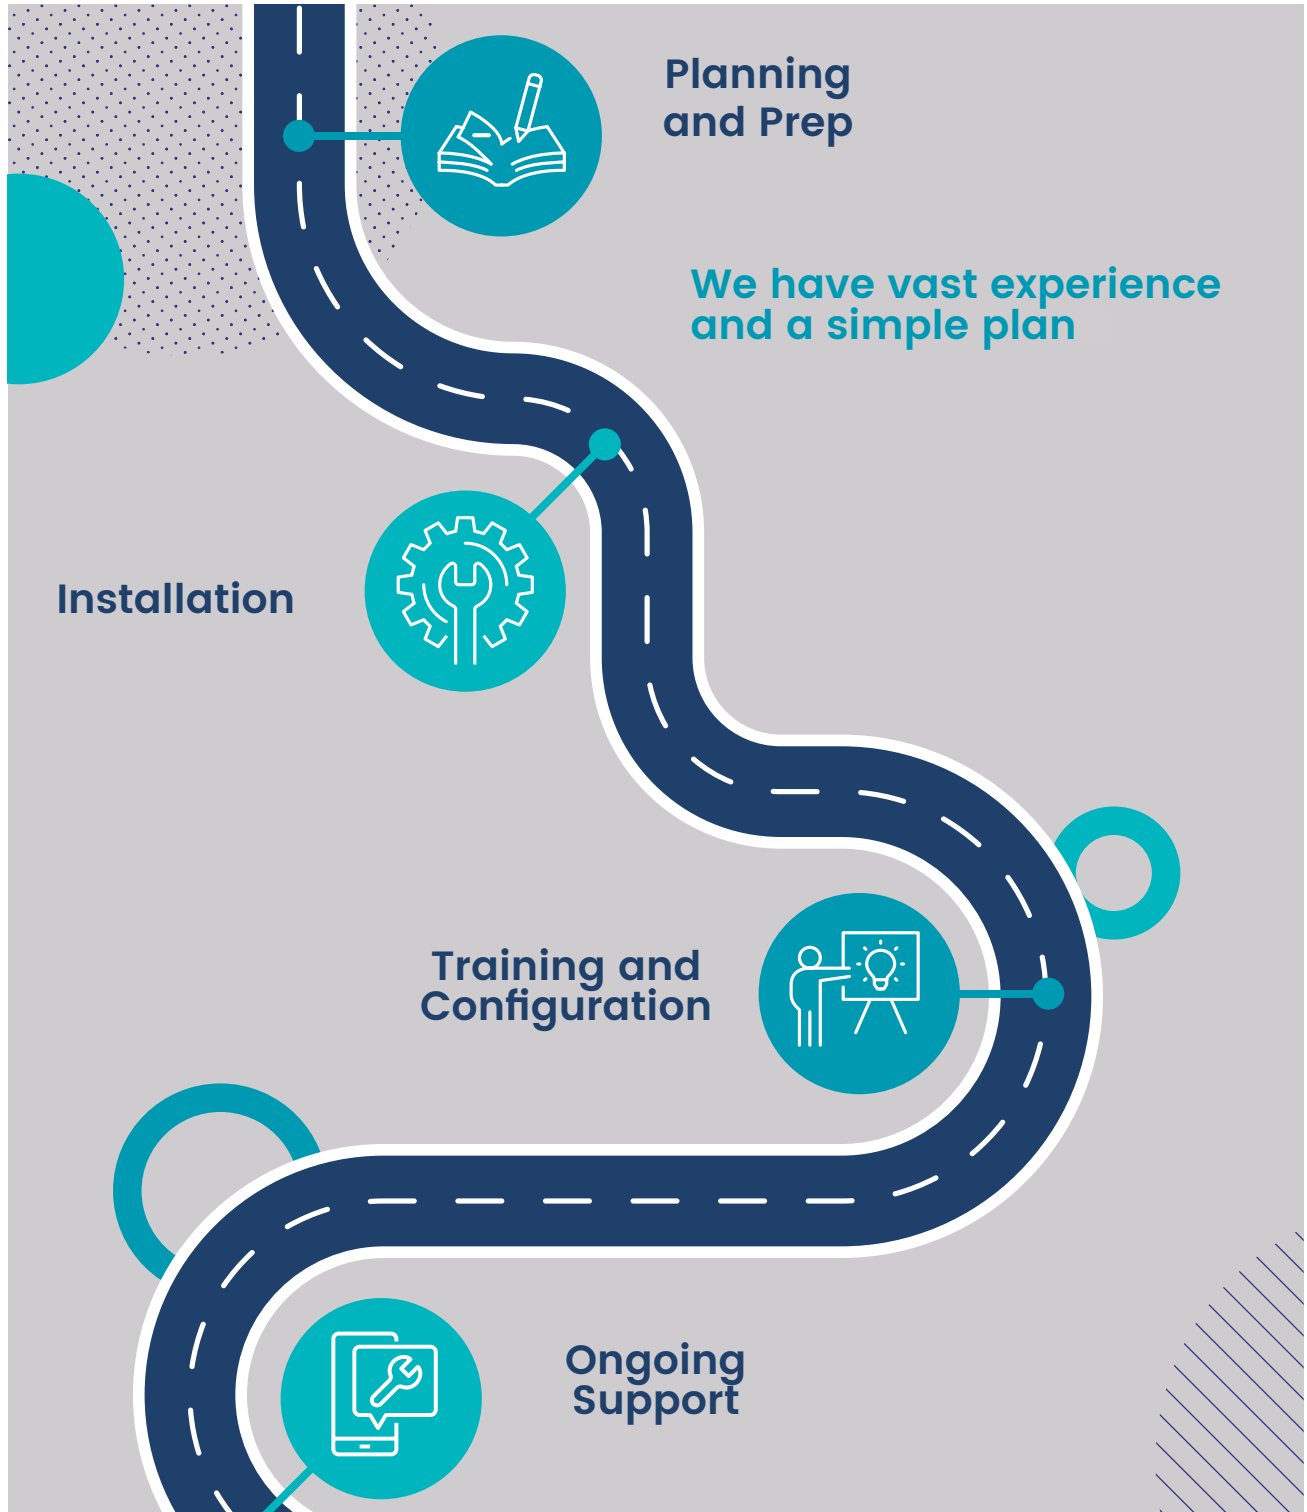 Planning
and Prep
We have vast experience
and a simple plan
Installation
Training and
Configuration
Ongoing
Support